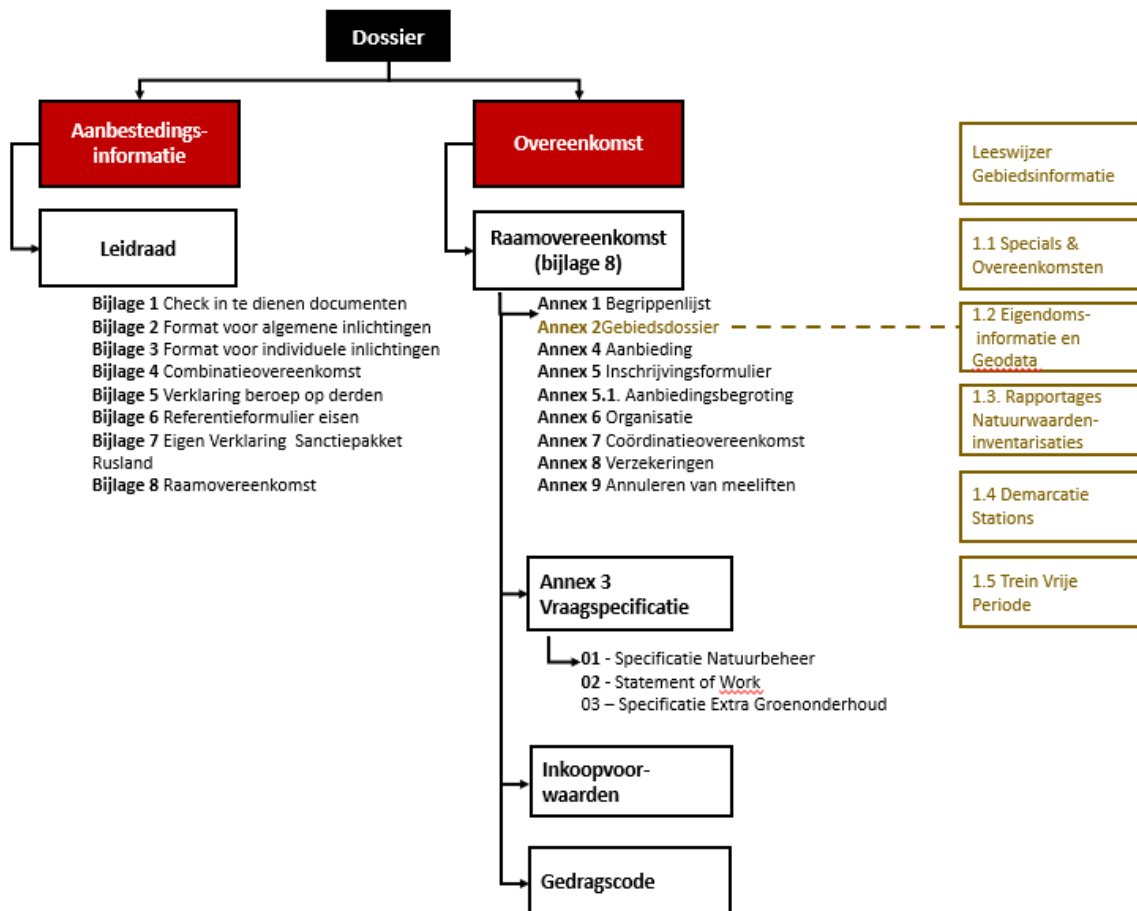 Dossier
Aanbestedings-
informatie
Leidraad
Bijlage 1 Check in te dienen documenten
Bijlage 2 Format voor algemene inlichtingen
Bijlage 3 Format voor individuele inlichtingen
Bijlage 4 Combinatieovereenkomst
Bijlage 5 Verklaring beroep op derden
Bijlage 6 Referentieformulier eisen
Bijlage 7 Eigen Verklaring Sanctiepakket
Rusland
Bijlage 8 Raamovereenkomst
Overeenkomst
Raamovereenkomst
(bijlage 8)
Annex 1 Begrippenlijst
Annex 2Gebiedsdossier
Annex 4 Aanbieding
Annex 5 Inschrijvingsformulier
Annex 5.1. Aanbiedingsbegroting
Annex 6 Organisatie
Annex 7 Coördinatieovereenkomst
Annex 8 Verzekeringen
Annex 9 Annuleren van meeliften
Annex 3
Vraagspecificatie
01 - Specificatie Natuurbeheer
02 - Statement of Work
03 – Specificatie Extra Groenonderhoud
Inkoopvoor-
waarden
Gedragscode
Leeswijzer
Gebiedsinformatie
1.1 Specials &
Overeenkomsten
1.2 Eigendoms-
informatie en
Geodata
1.3. Rapportages
Natuurwaarden-
inventarisaties
1.4 Demarcatie
Stations
1.5 Trein Vrije
Periode